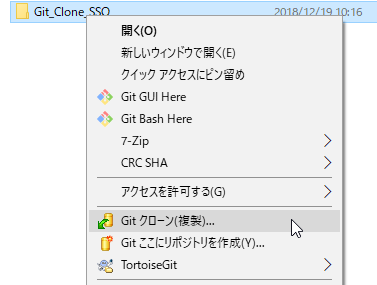 Git_Clone_SSO 2018/12/19 10:16
開く(O)
新しいウィンドウで開く(E)
クイック アクセスにピン留め
Git GUI Here
Git Bash Here
7-Zip
CRC SHA
アクセスを許可する(G)
Git クローン(複製)...
Git ここにリポジトリを作成(Y)...
TortoiseGit